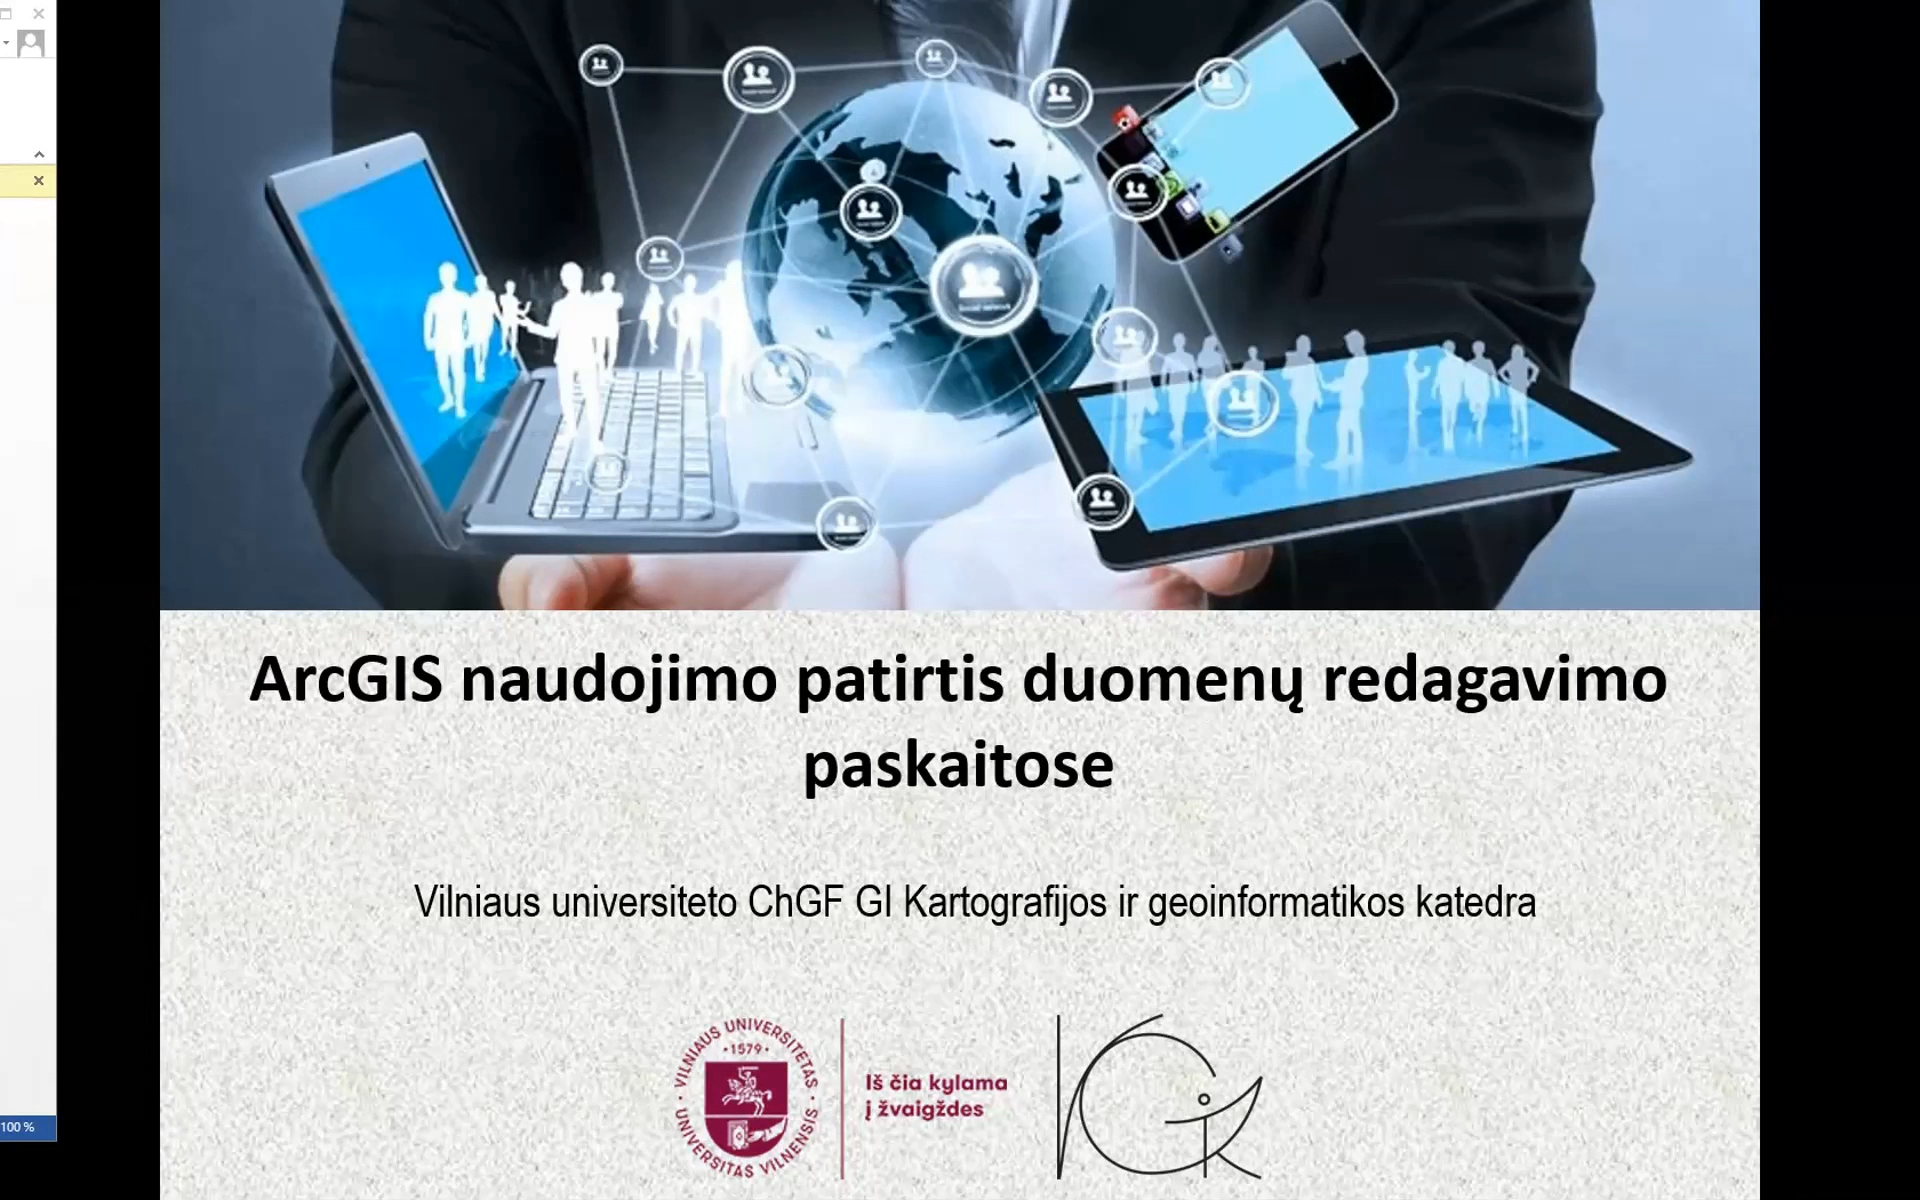 ArcGIS naudojimo patirtis duomenų redagavimo
paskaitose
Vilniaus universiteto ChGF GI Kartografijos ir geoinformatikos katedra
VILNIAUS UNIVERSITETAS
1579
UNIVERSITAS VILNENSIS
Iš čia kylama
į žvaigždes
100 %